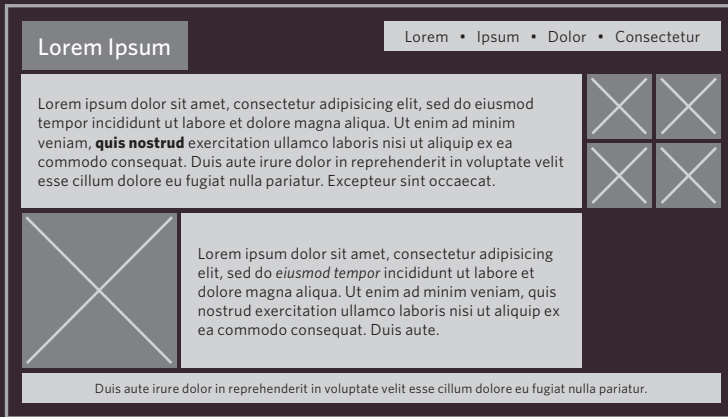 Lorem Ipsum
Lorem • Ipsum • Dolor • Consectetur
Lorem ipsum dolor sit amet, consectetur adipisicing elit, sed do eiusmod
tempor incididunt ut labore et dolore magna aliqua. Ut enim ad minim
veniam, quis nostrud exercitation ullamco laboris nisi ut aliquip ex ea
commodo consequat. Duis aute irure dolor in reprehenderit in voluptate velit
esse cillum dolore eu fugiat nulla pariatur. Excepteur sint occaecat.
Lorem ipsum dolor sit amet, consectetur adipisicing
elit, sed do eiusmod tempor incididunt ut labore et
dolore magna aliqua. Ut enim ad minim veniam, quis
nostrud exercitation ullamco laboris nisi ut aliquip ex
ea commodo consequat. Duis aute.
Duis aute irure dolor in reprehenderit in voluptate velit esse cillum dolore eu fugiat nulla pariatur.